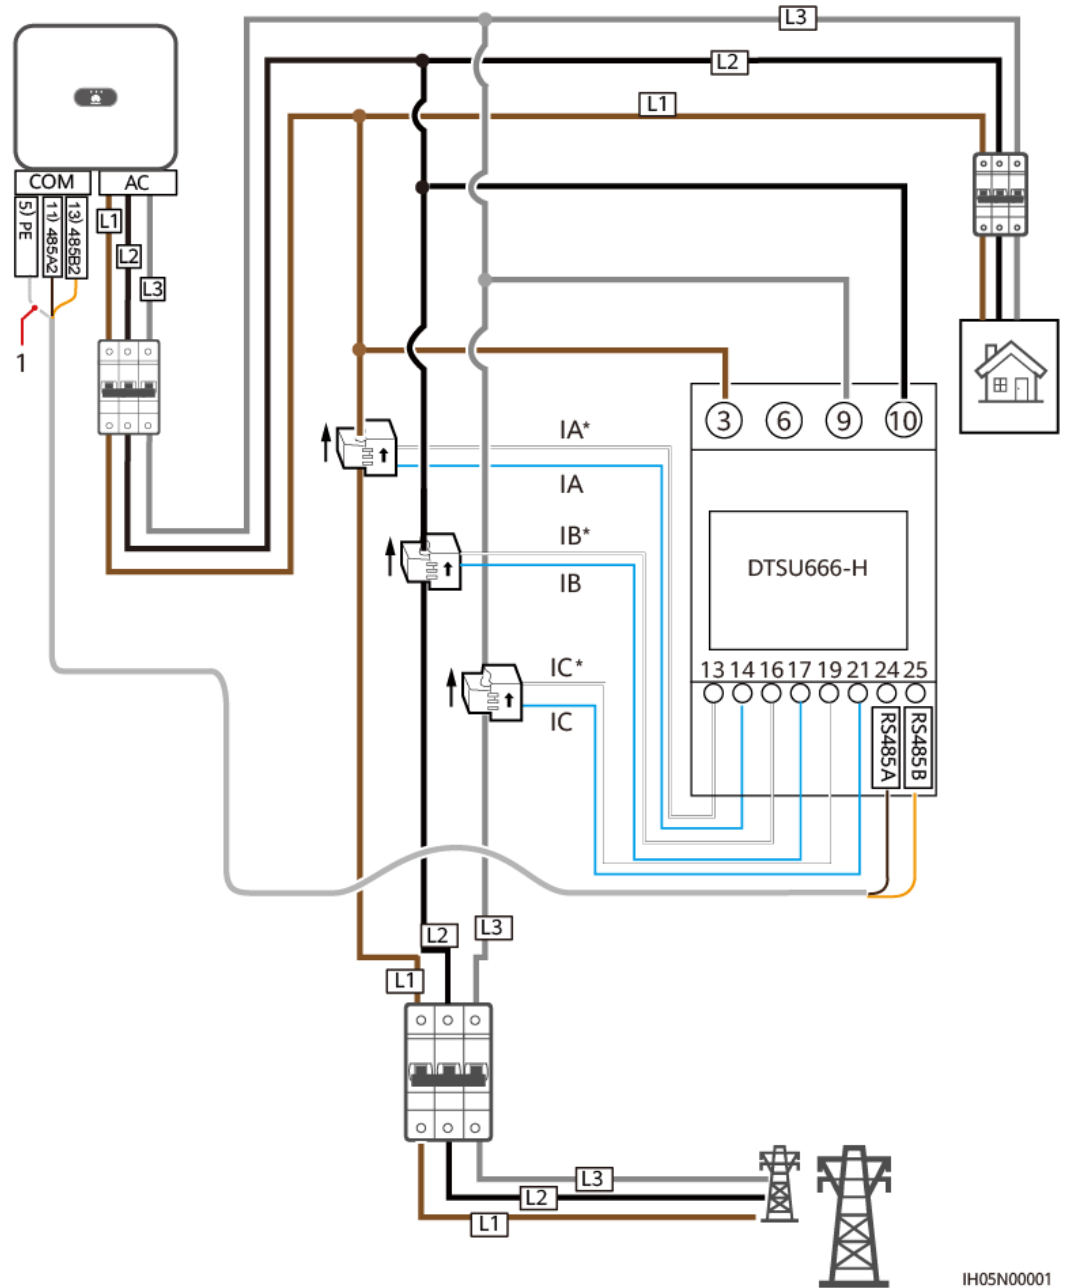 L3
L2
L1
COM
AC
5) PE
11) 485A2
13) 485B2
L1
L2
L3
1
3
6
9
10
IA*
IA
IB*
IB
DTSU666-H
IC*
IC
13 14 16 17 19 21 24 25
RS485A
RS485B
L3
L2
L1
L3
L2
L1
IH05N00001